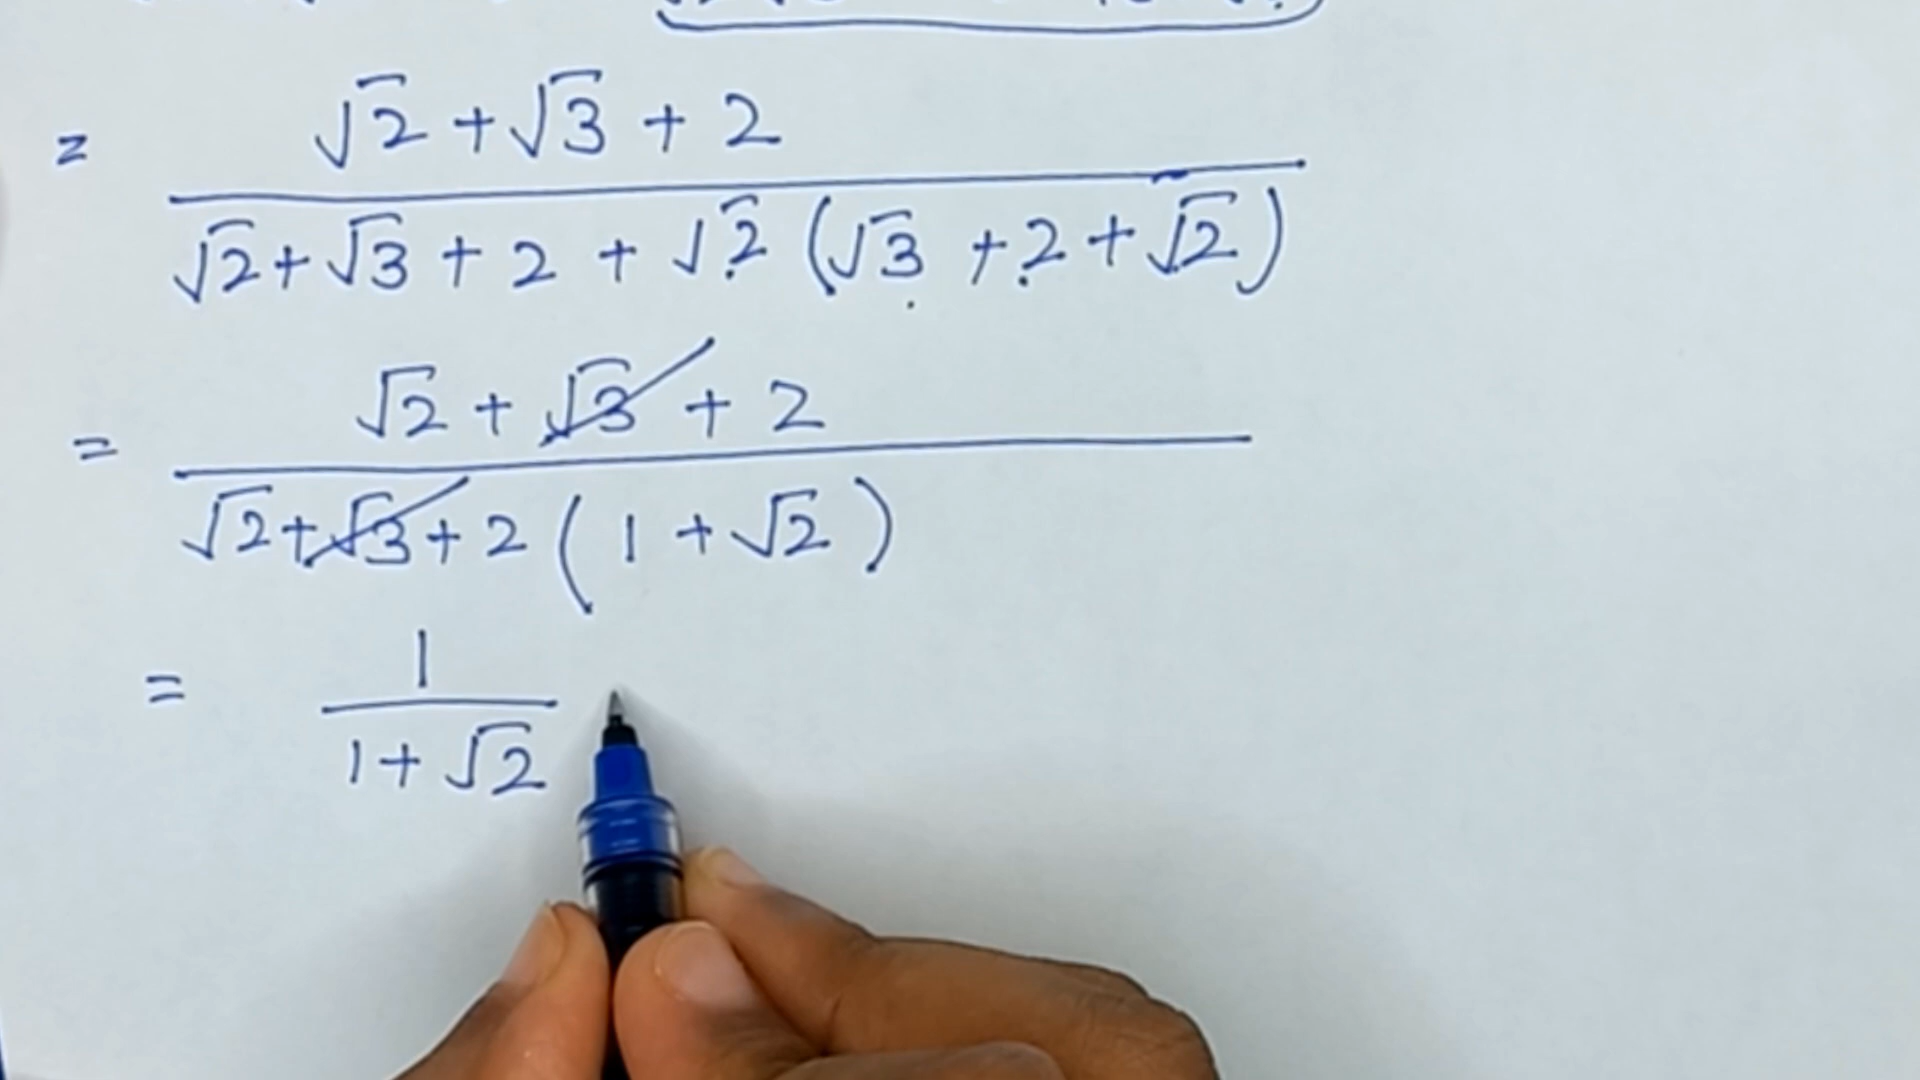 = √2 + √3 + 2
√2 + √3 + 2 + √2 (√3 + 2 + √2)
= √2 + √3 + 2
√2 + √3 + 2 (1 + √2)
= 1
1 + √2